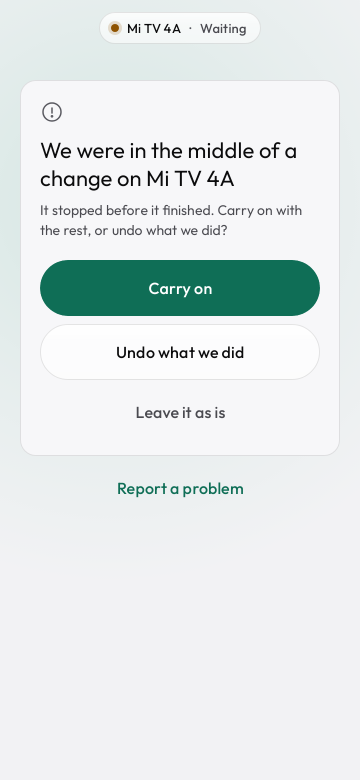 Mi TV 4A · Waiting
We were in the middle of a
change on Mi TV 4A
It stopped before it finished. Carry on with
the rest, or undo what we did?
Carry on
Undo what we did
Leave it as is
Report a problem